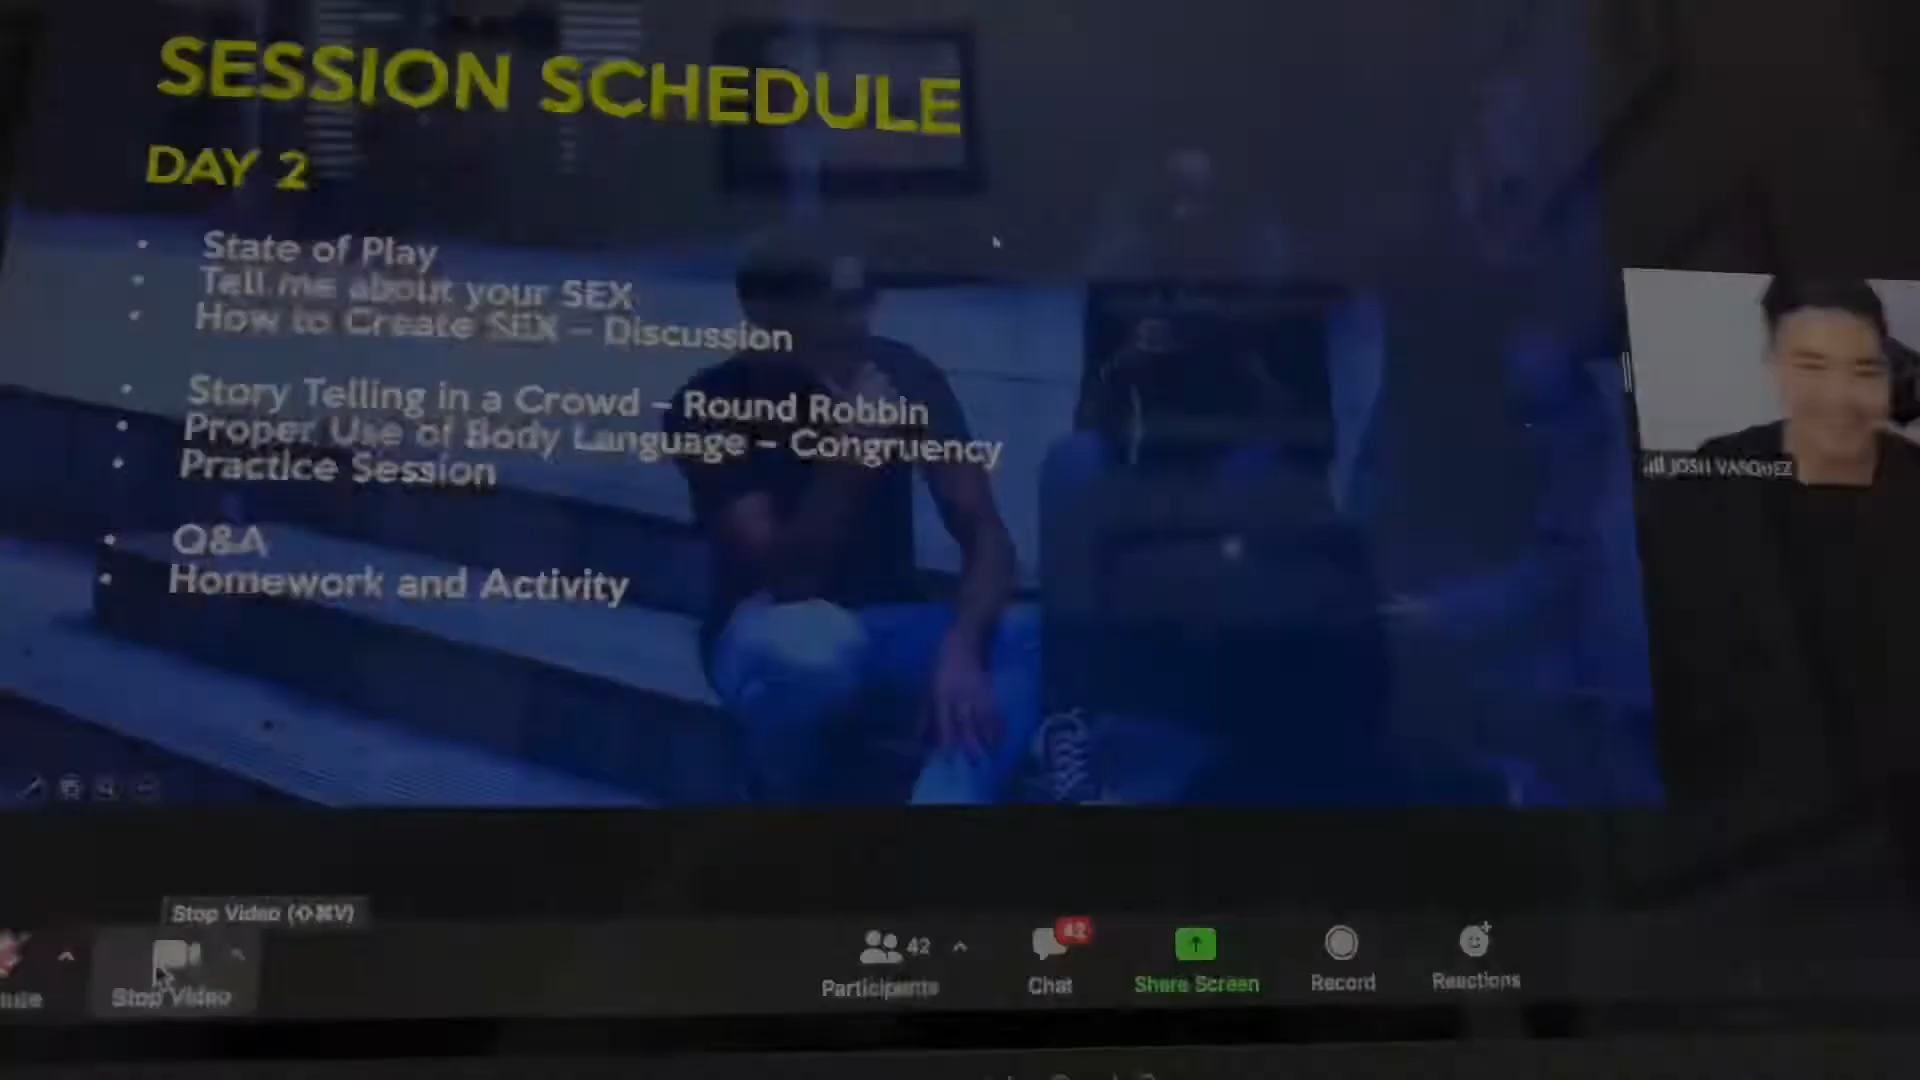 SESSION SCHEDULE
DAY 2
• State of Play
• Tell me about your SEX
• How to Create SEX – Discussion
• Story Telling in a Crowd – Round Robbin
• Proper Use of Body Language – Congruency
• Practice Session
• Q&A
• Homework and Activity
JOSH VASQUEZ
Stop Video (⇧⌘V)
Stop Video
42
Participants
42
Chat
Share Screen
Record
Reactions